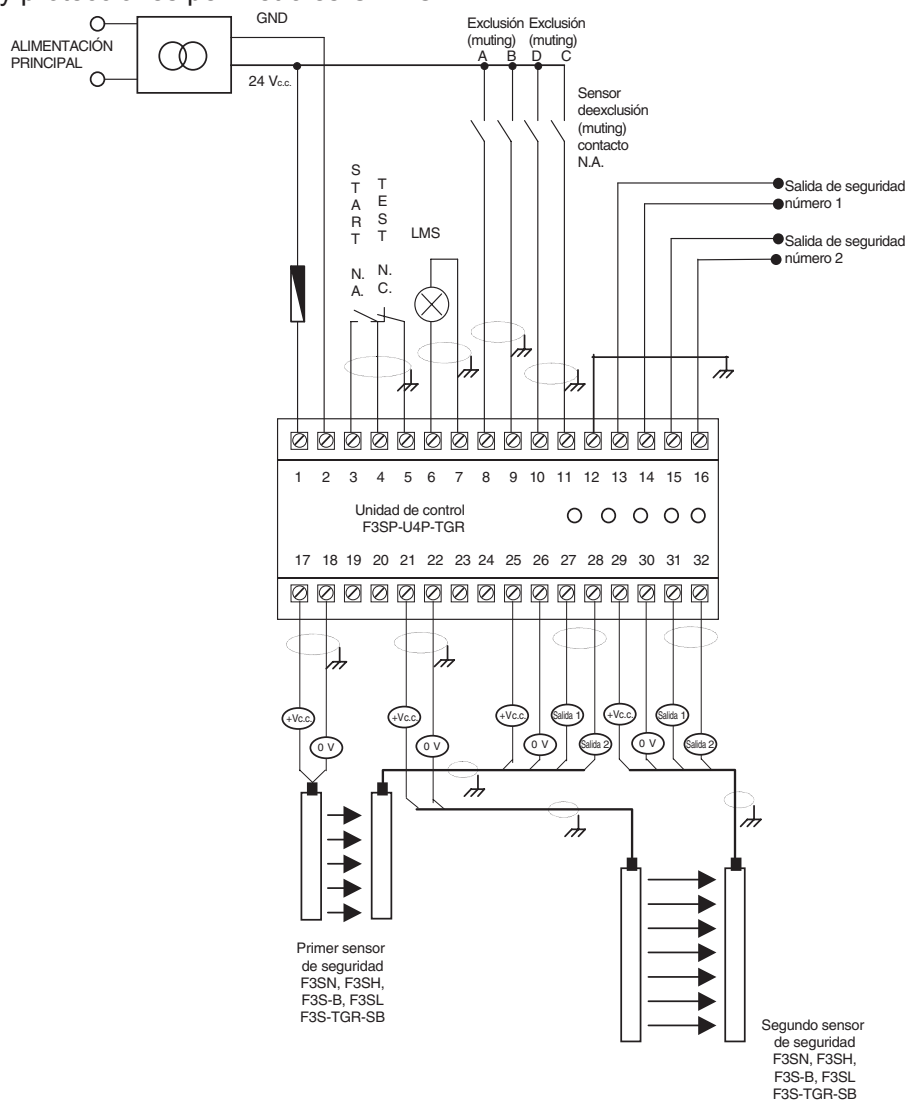 GND
ALIMENTACIÓN
PRINCIPAL
24 Vc.c.
Exclusión Exclusión
(muting) (muting)
A B D C
Sensor
deexclusión
(muting)
contacto
N.A.
START
TEST
N.
A.
N.
C.
LMS
Salida de seguridad
número 1
Salida de seguridad
número 2
1 2 3 4 5 6 7 8 9 10 11 12 13 14 15 16
Unidad de control
F3SP-U4P-TGR
17 18 19 20 21 22 23 24 25 26 27 28 29 30 31 32
+Vc.c. +Vc.c. +Vc.c. Salida 1 +Vc.c. Salida 1
0 V 0 V 0 V Salida 2 0 V Salida 2
Primer sensor
de seguridad
F3SN, F3SH,
F3S-B, F3SL
F3S-TGR-SB
Segundo sensor
de seguridad
F3SN, F3SH,
F3S-B, F3SL
F3S-TGR-SB